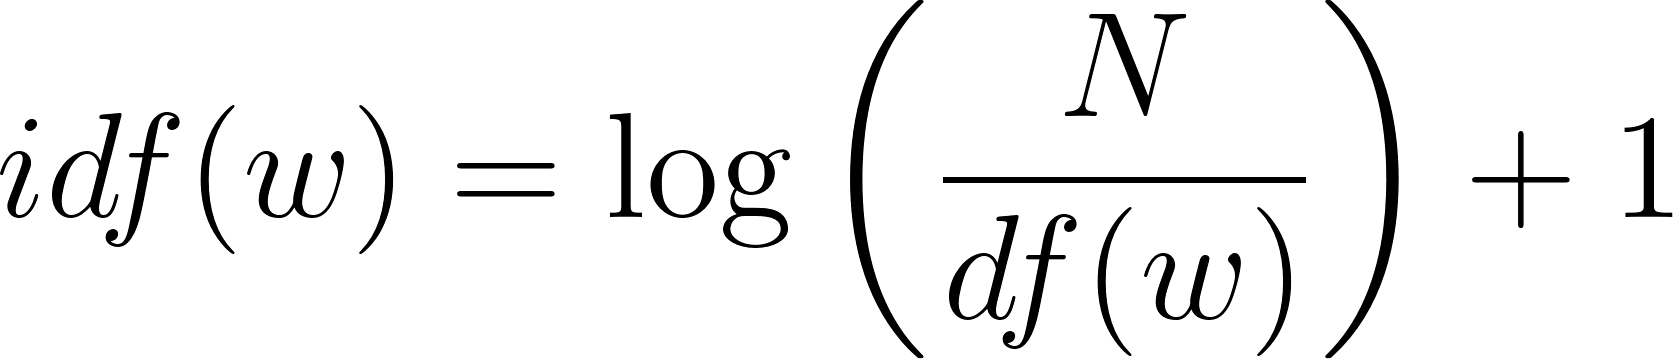 idf(w) = log(N/df(w)) + 1